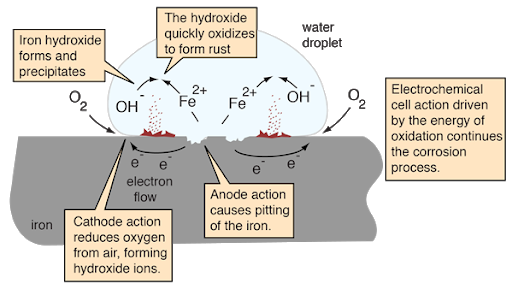 The hydroxide
quickly oxidizes
to form rust
water
droplet
Iron hydroxide
forms and
precipitates
O2
OH-
Fe2+
Fe2+
OH-
O2
Electrochemical
cell action driven
by the energy of
oxidation continues
the corrosion
process.
e-
e-
e-
e-
electron
flow
Anode action
causes pitting
of the iron.
iron
Cathode action
reduces oxygen
from air, forming
hydroxide ions.